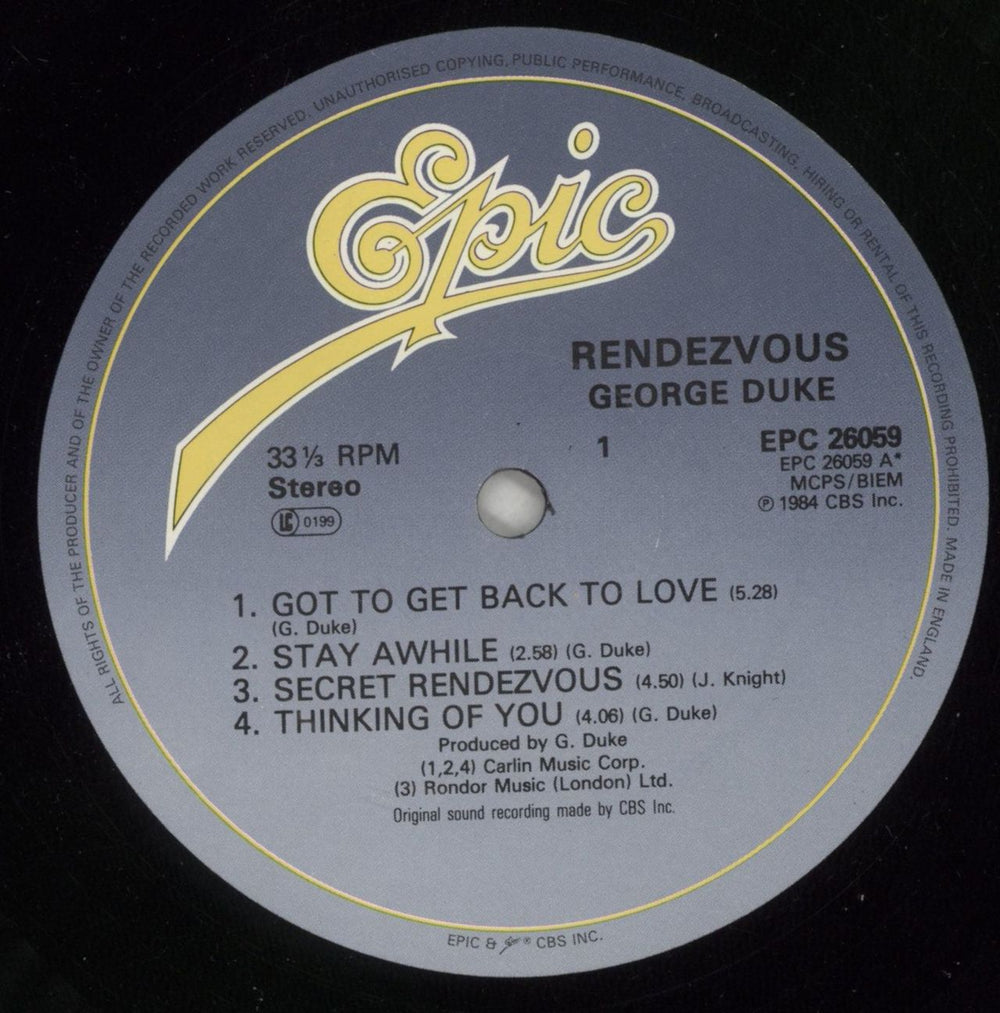 ALL RIGHTS OF THE PRODUCER AND OF THE OWNER OF THE RECORDED WORK RESERVED. UNAUTHORISED COPYING, PUBLIC PERFORMANCE, BROADCASTING, HIRING OR RENTAL OF THIS RECORDING PROHIBITED. MADE IN ENGLAND.
Epic
RENDEZVOUS
GEORGE DUKE
33⅓ RPM
Stereo
LC 0199
1
EPC 26059
EPC 26059 A*
MCPS/BIEM
℗ 1984 CBS Inc.
1. GOT TO GET BACK TO LOVE (5.28)
(G. Duke)
2. STAY AWHILE (2.58) (G. Duke)
3. SECRET RENDEZVOUS (4.50) (J. Knight)
4. THINKING OF YOU (4.06) (G. Duke)
Produced by G. Duke
(1,2,4) Carlin Music Corp.
(3) Rondor Music (London) Ltd.
Original sound recording made by CBS Inc.
EPIC & Epic ® CBS INC.